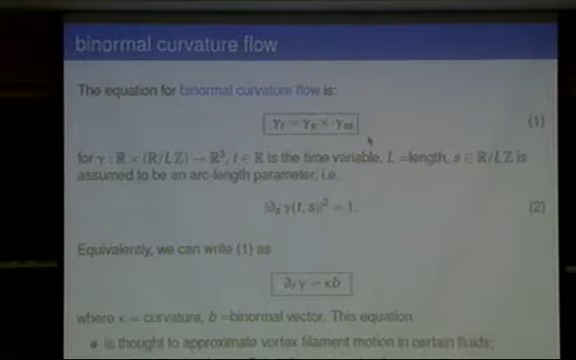 binormal curvature flow
The equation for binormal curvature flow is:
γₜ = γₛ × γₛₛ (1)
for γ : ℝ × (ℝ/Lℤ) → ℝ³, t ∈ ℝ is the time variable, L =length, s ∈ ℝ/Lℤ is
assumed to be an arc-length parameter, i.e.
|∂ₛ γ(t, s)|² = 1. (2)
Equivalently, we can write (1) as
∂ₜγ = κb
where κ = curvature, b =binormal vector. This equation
is thought to approximate vortex filament motion in certain fluids;